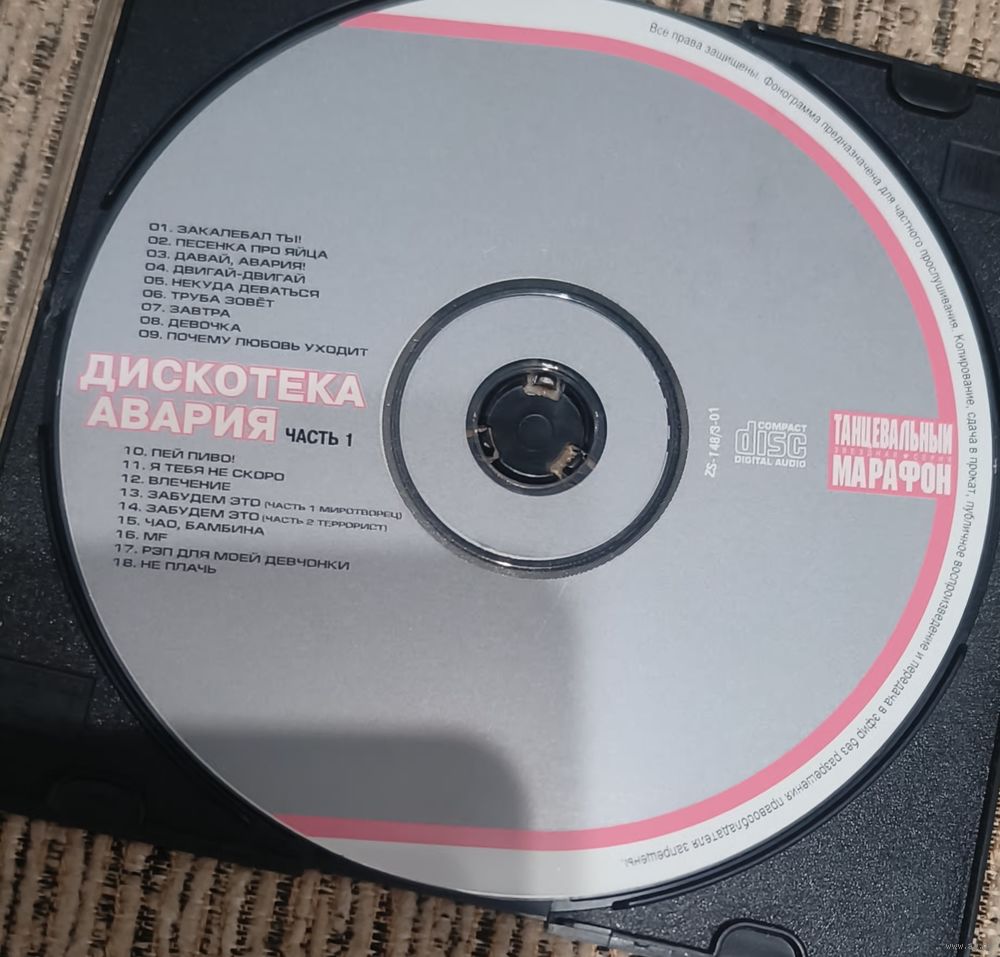 Все права защищены. Фонограмма предназначена для частного прослушивания. Копирование, сдача в прокат, публичное воспроизведение и передача в эфир без разрешения правообладателя запрещены.
01. ЗАКАЛЕБАЛ ТЫ!
02. ПЕСЕНКА ПРО ЯЙЦА
03. ДАВАЙ, АВАРИЯ!
04. ДВИГАЙ-ДВИГАЙ
05. НЕКУДА ДЕВАТЬСЯ
06. ТРУБА ЗОВЁТ
07. ЗАВТРА
08. ДЕВОЧКА
09. ПОЧЕМУ ЛЮБОВЬ УХОДИТ
ДИСКОТЕКА
АВАРИЯ ЧАСТЬ 1
10. ПЕЙ ПИВО!
11. Я ТЕБЯ НЕ СКОРО
12. ВЛЕЧЕНИЕ
13. ЗАБУДЕМ ЭТО (ЧАСТЬ 1 МИРОТВОРЕЦ)
14. ЗАБУДЕМ ЭТО (ЧАСТЬ 2 ТЕРРОРИСТ)
15. ЧАО, БАМБИНА
16. MF
17. РЭП ДЛЯ МОЕЙ ДЕВЧОНКИ
18. НЕ ПЛАЧЬ
ZS-148/3-01
COMPACT
disc
DIGITAL AUDIO
ТАНЦЕВАЛЬНЫЙ
ЗВЕЗДНАЯ СЕРИЯ
МАРАФОН